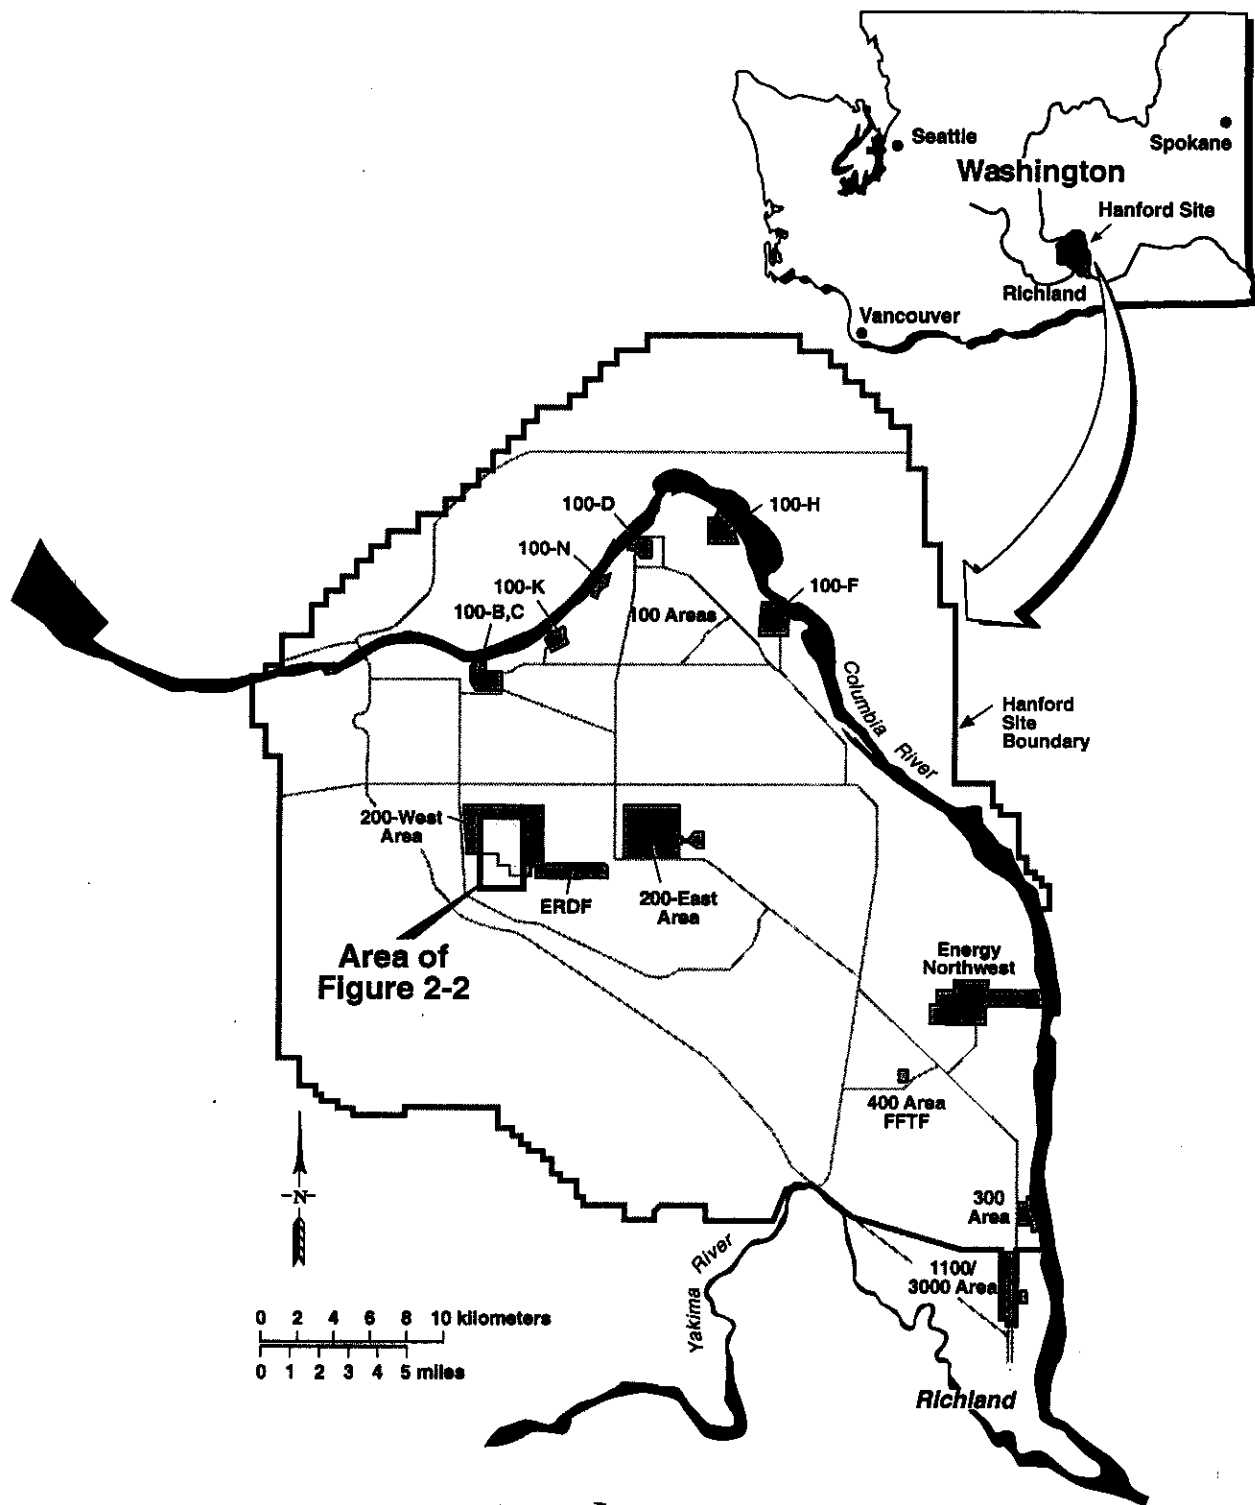 Seattle
Spokane
Washington
Hanford Site
Richland
Vancouver
100-D
100-H
100-N
100-K
100-F
100-B,C
100 Areas
Columbia River
Hanford
Site
Boundary
200-West
Area
ERDF
200-East
Area
Area of
Figure 2-2
Energy
Northwest
400 Area
FFTF
N
300
Area
Yakima River
1100/
3000 Area
0 2 4 6 8 10 kilometers
0 1 2 3 4 5 miles
Richland